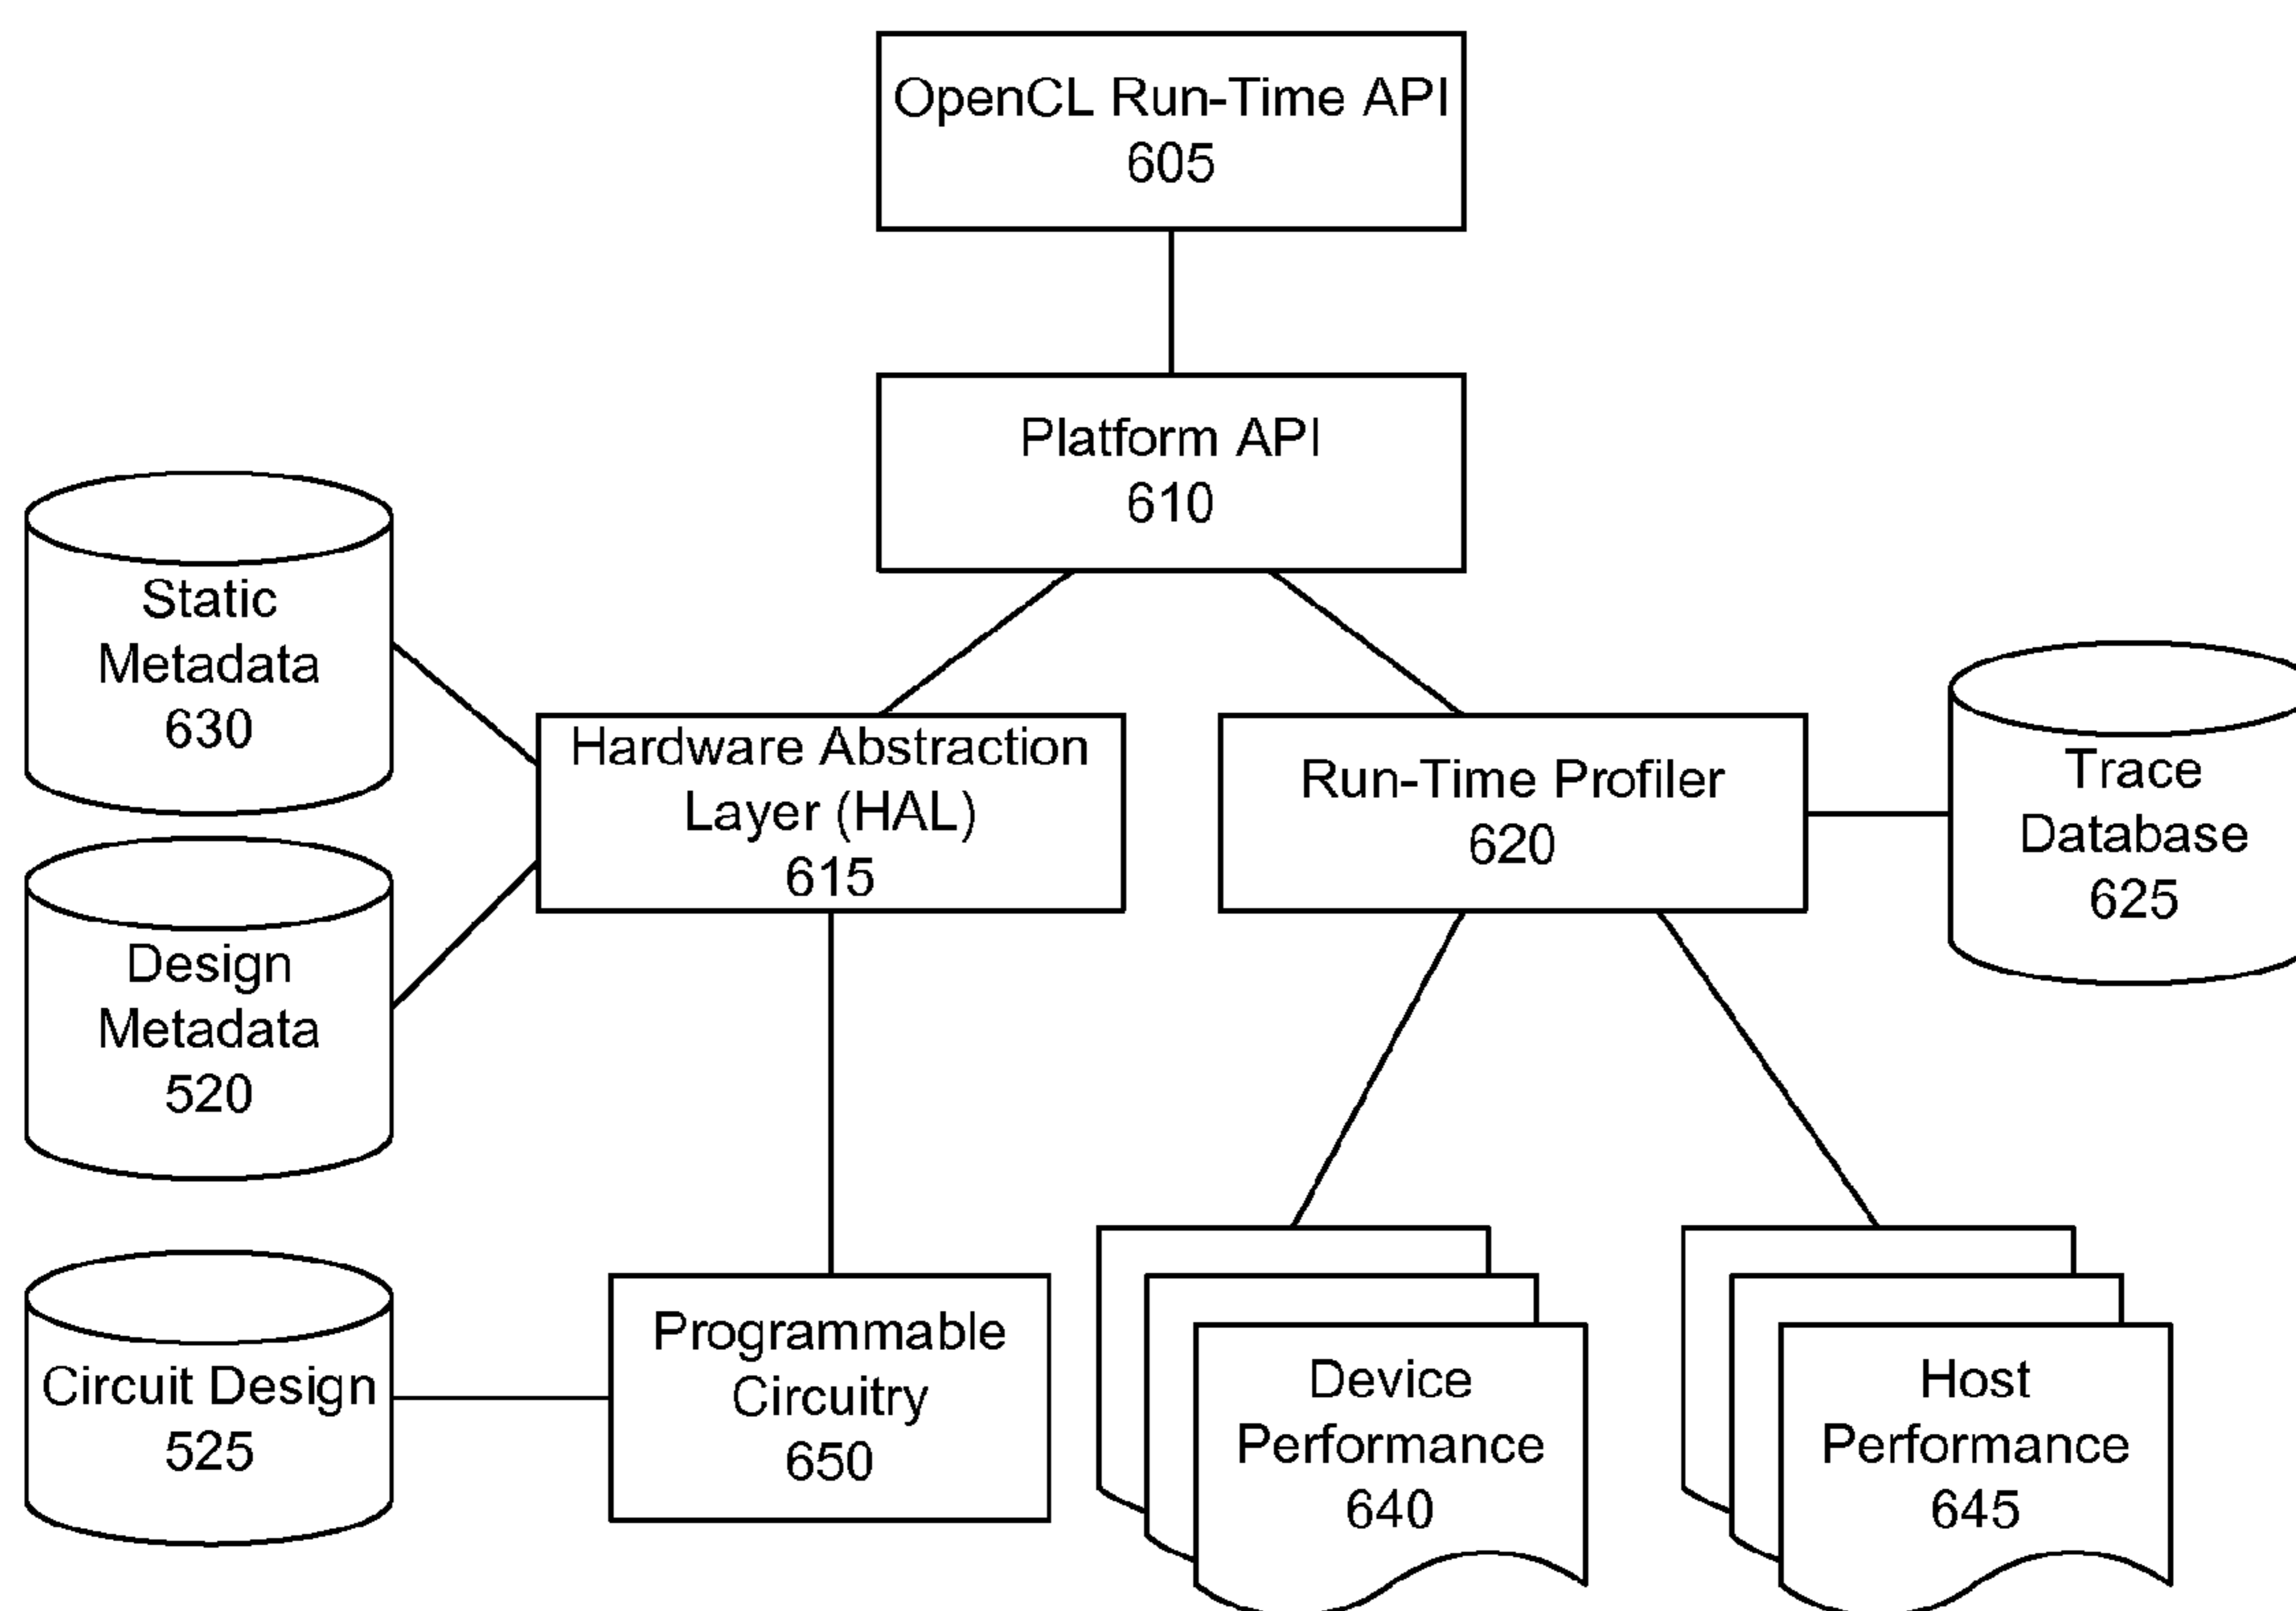 OpenCL Run-Time API
605
Platform API
610
Static
Metadata
630
Hardware Abstraction
Layer (HAL)
615
Run-Time Profiler
620
Trace
Database
625
Design
Metadata
520
Circuit Design
525
Programmable
Circuitry
650
Device
Performance
640
Host
Performance
645